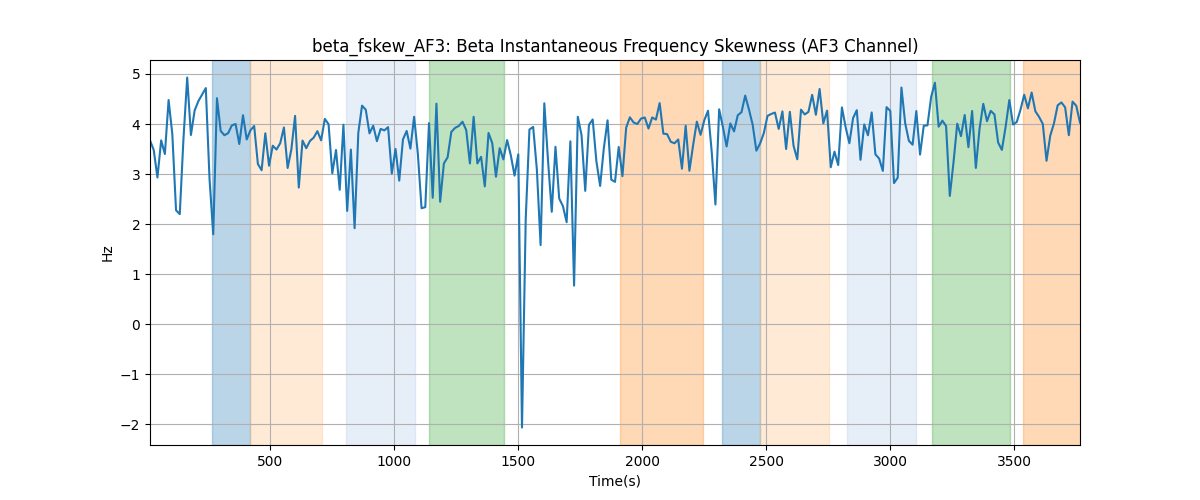 beta_fskew_AF3: Beta Instantaneous Frequency Skewness (AF3 Channel)
5
4
3
2
1
0
−1
−2
Hz
500 1000 1500 2000 2500 3000 3500
Time(s)